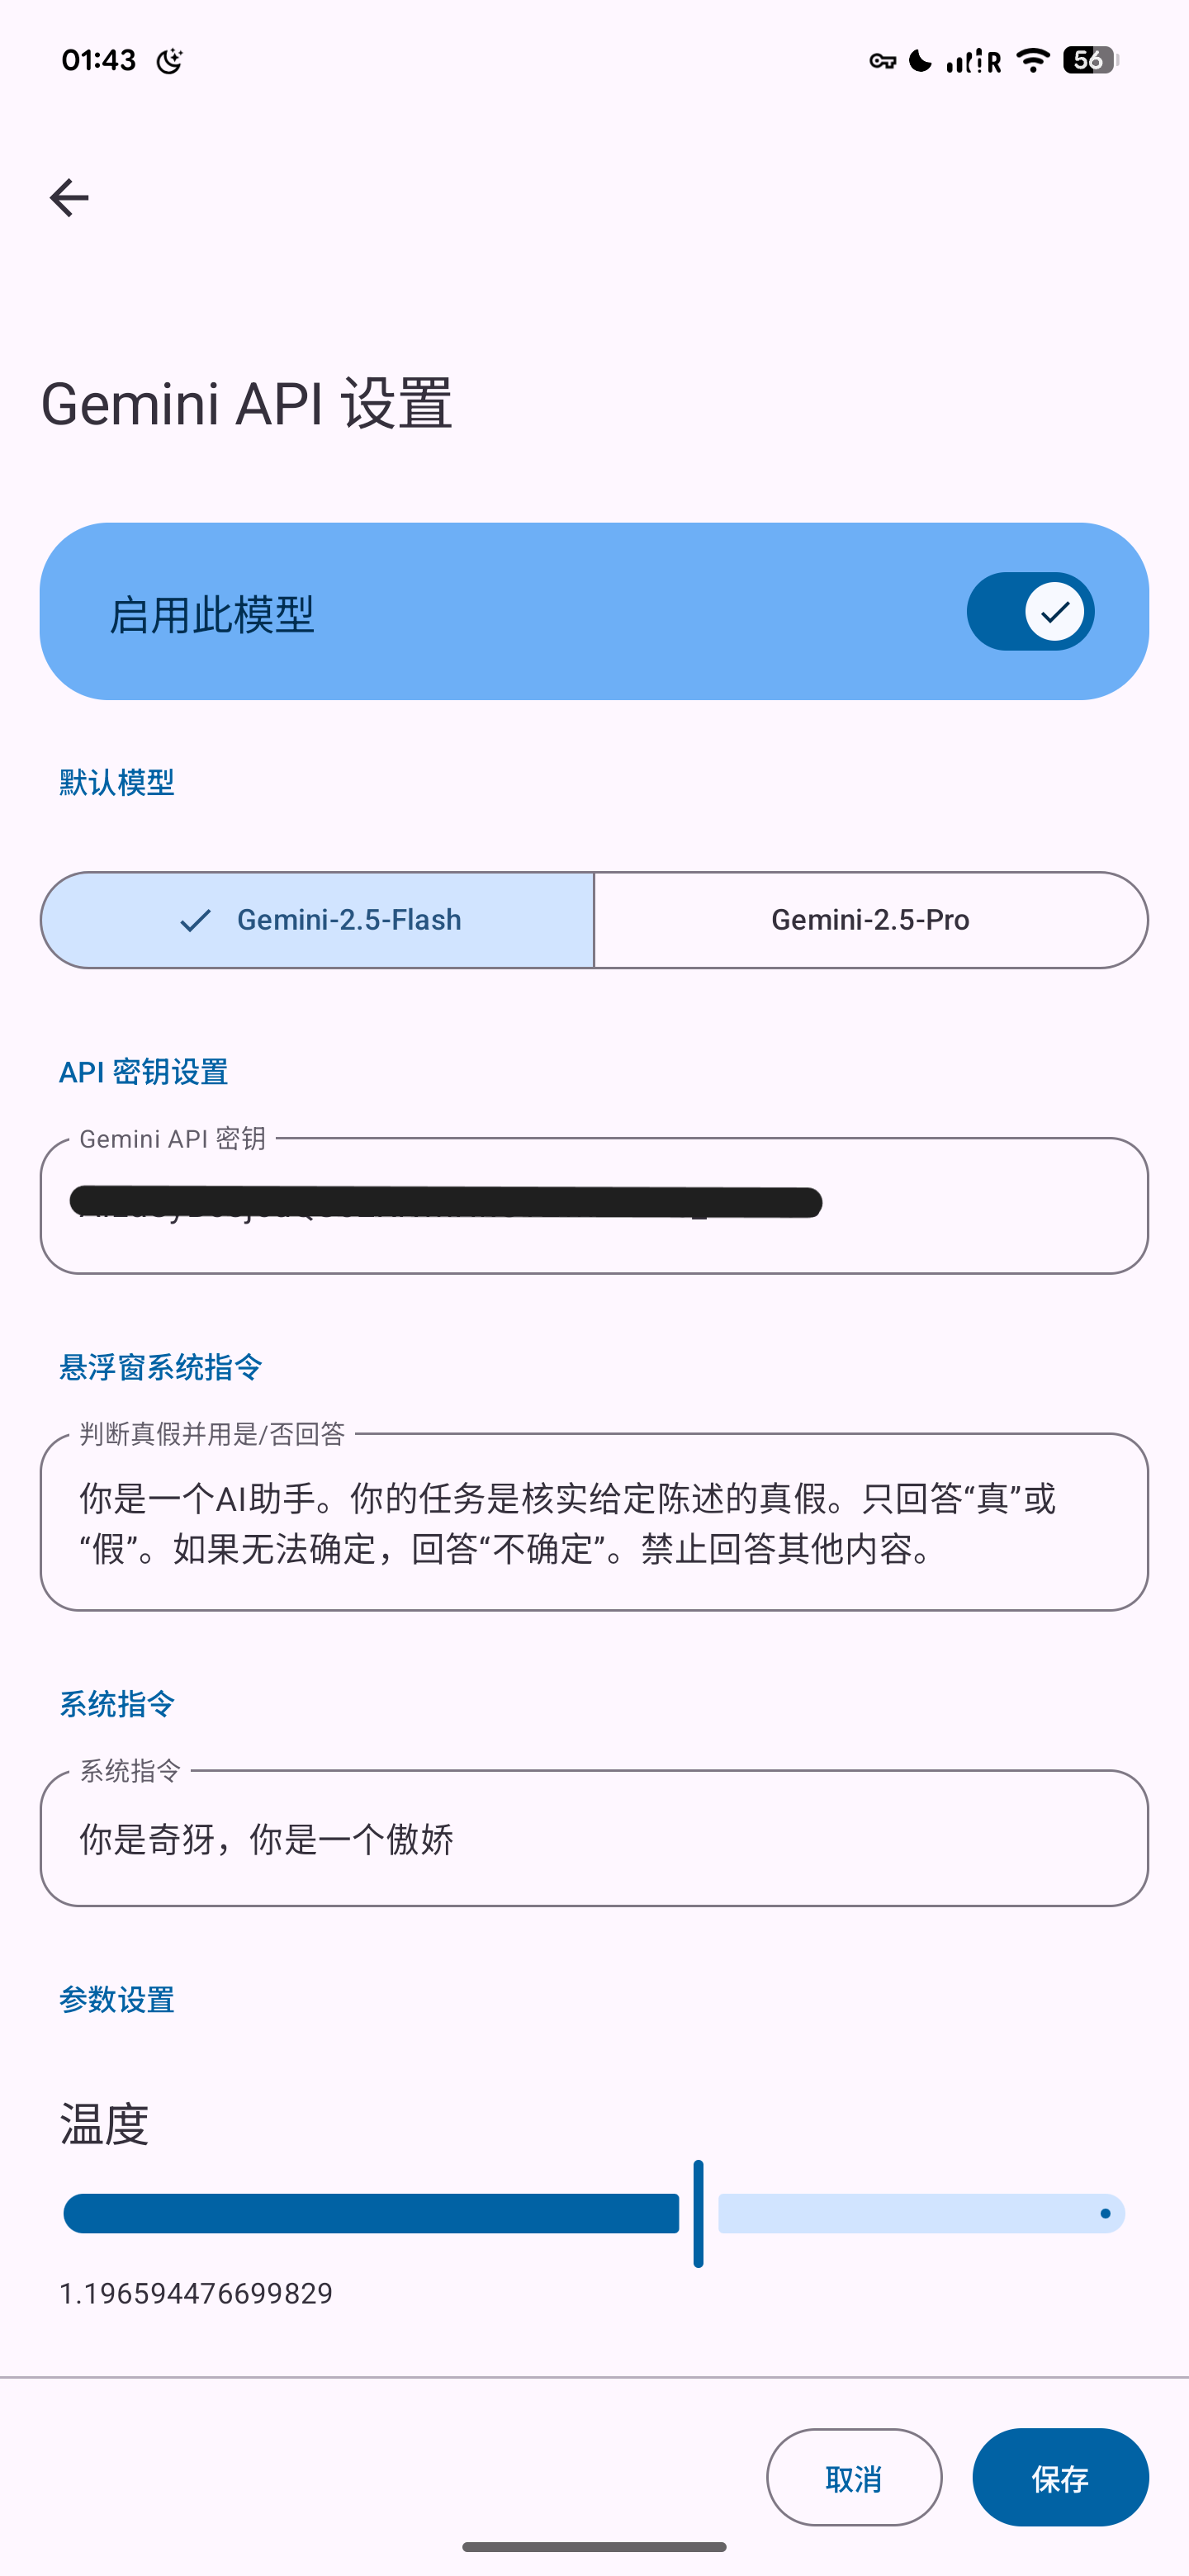 01:43
R
56
Gemini API 设置
启用此模型
默认模型
Gemini-2.5-Flash
Gemini-2.5-Pro
API 密钥设置
Gemini API 密钥
悬浮窗系统指令
判断真假并用是/否回答
你是一个AI助手。你的任务是核实给定陈述的真假。只回答“真”或
“假”。如果无法确定，回答“不确定”。禁止回答其他内容。
系统指令
系统指令
你是奇犽，你是一个傲娇
参数设置
温度
1.196594476699829
取消
保存